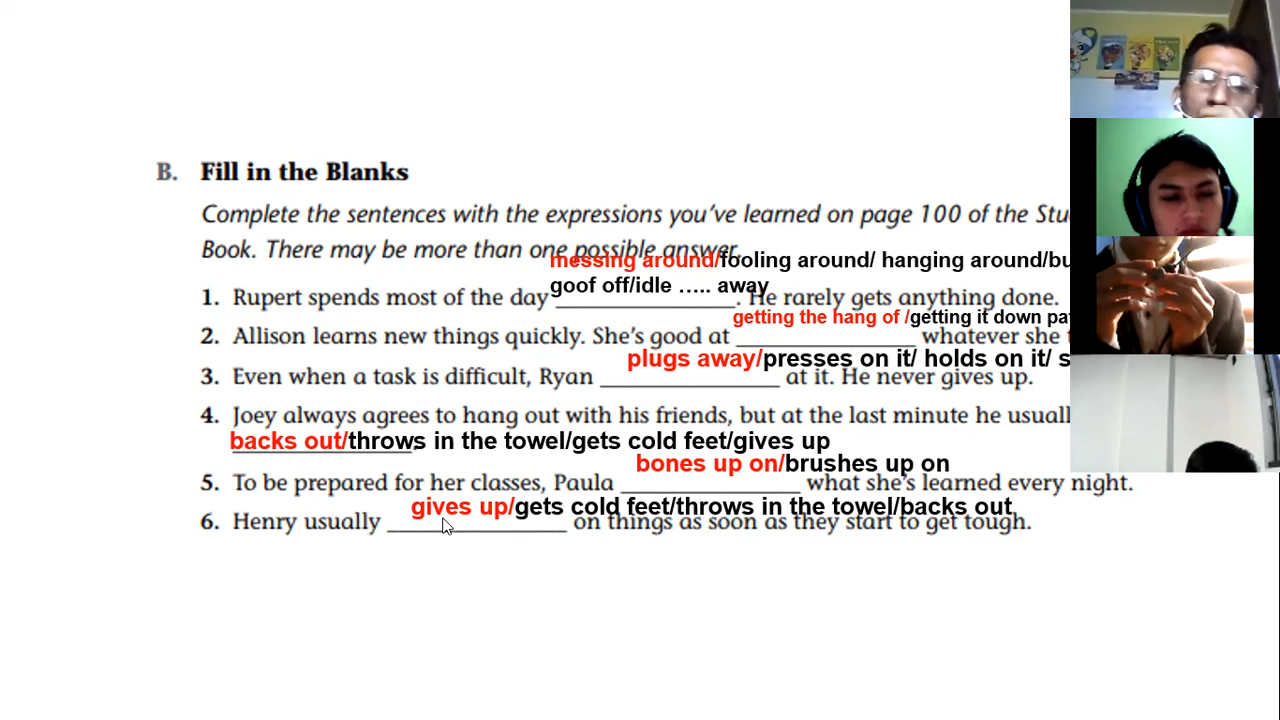 B. Fill in the Blanks
Complete the sentences with the expressions you've learned on page 100 of the Stu
Book. There may be more than one possible answer.
messing around/fooling around/ hanging around/bu
goof off/idle ….. away
1. Rupert spends most of the day ____________. He rarely gets anything done.
getting the hang of /getting it down pa
2. Allison learns new things quickly. She's good at ____________ whatever she
plugs away/presses on it/ holds on it/ s
3. Even when a task is difficult, Ryan ____________ at it. He never gives up.
4. Joey always agrees to hang out with his friends, but at the last minute he usuall
backs out/throws in the towel/gets cold feet/gives up
____________.
bones up on/brushes up on
5. To be prepared for her classes, Paula ____________ what she's learned every night.
gives up/gets cold feet/throws in the towel/backs out
6. Henry usually ____________ on things as soon as they start to get tough.